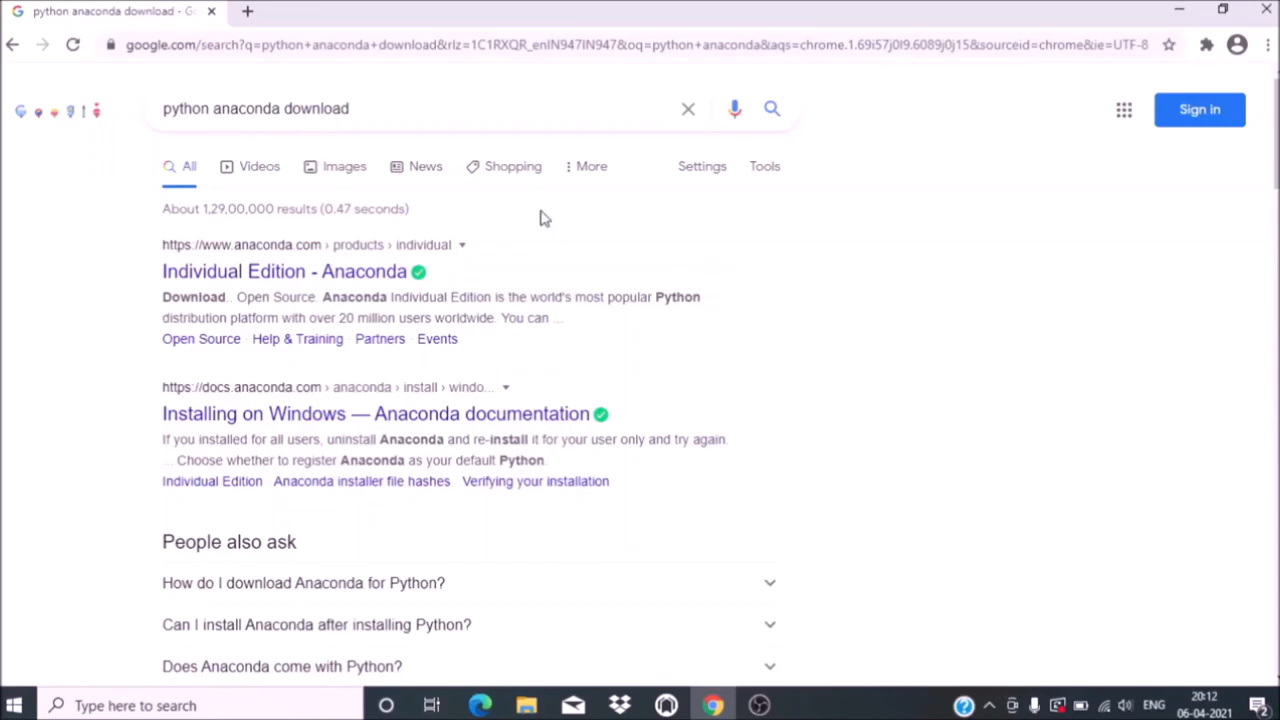 python anaconda download - Go
google.com/search?q=python+anaconda+download&rlz=1C1RXQR_enIN947IN947&oq=python+anaconda&aqs=chrome.1.69i57j0l9.6089j0j15&sourceid=chrome&ie=UTF-8
python anaconda download
Sign in
All Videos Images News Shopping More Settings Tools
About 1,29,00,000 results (0.47 seconds)
https://www.anaconda.com › products › individual
Individual Edition - Anaconda
Download.. Open Source. Anaconda Individual Edition is the world's most popular Python
distribution platform with over 20 million users worldwide. You can ...
Open Source · Help & Training · Partners · Events
https://docs.anaconda.com › anaconda › install › windo...
Installing on Windows — Anaconda documentation
If you installed for all users, uninstall Anaconda and re-install it for your user only and try again.
... Choose whether to register Anaconda as your default Python.
Individual Edition · Anaconda installer file hashes · Verifying your installation
People also ask
How do I download Anaconda for Python?
Can I install Anaconda after installing Python?
Does Anaconda come with Python?
Type here to search
ENG
20:12
06-04-2021
2